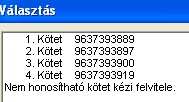 Választás
1. Kötet 9637393889
2. Kötet 9637393897
3. Kötet 9637393900
4. Kötet 9637393919
Nem honosítható kötet kézi felvitele.